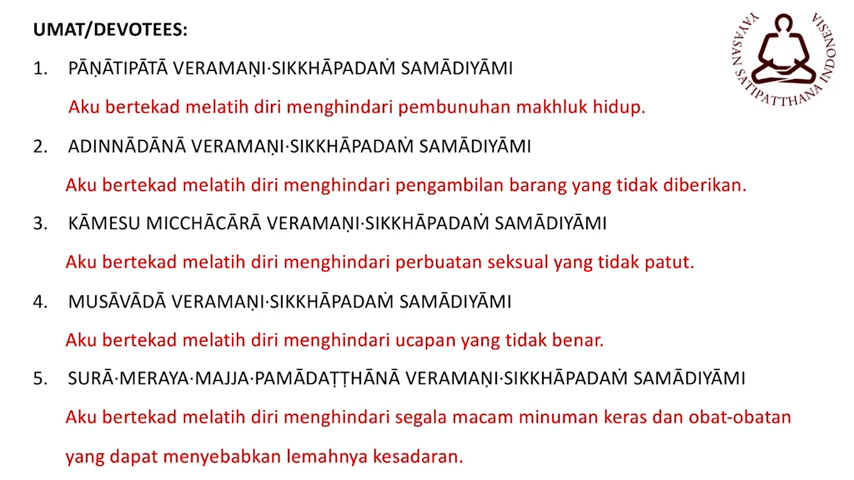 UMAT/DEVOTEES:
YAYASAN SATIPATTHANA INDONESIA
1. PĀṆĀTIPĀTĀ VERAMAṆI·SIKKHĀPADAṀ SAMĀDIYĀMI
Aku bertekad melatih diri menghindari pembunuhan makhluk hidup.
2. ADINNĀDĀNĀ VERAMAṆI·SIKKHĀPADAṀ SAMĀDIYĀMI
Aku bertekad melatih diri menghindari pengambilan barang yang tidak diberikan.
3. KĀMESU MICCHĀCĀRĀ VERAMAṆI·SIKKHĀPADAṀ SAMĀDIYĀMI
Aku bertekad melatih diri menghindari perbuatan seksual yang tidak patut.
4. MUSĀVĀDĀ VERAMAṆI·SIKKHĀPADAṀ SAMĀDIYĀMI
Aku bertekad melatih diri menghindari ucapan yang tidak benar.
5. SURĀ·MERAYA·MAJJA·PAMĀDAṬṬHĀNĀ VERAMAṆI·SIKKHĀPADAṀ SAMĀDIYĀMI
Aku bertekad melatih diri menghindari segala macam minuman keras dan obat-obatan
yang dapat menyebabkan lemahnya kesadaran.